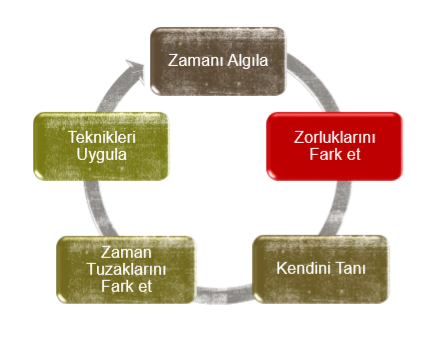 Zamanı Algıla
Zorluklarını
Fark et
Kendini Tanı
Zaman
Tuzaklarını
Fark et
Teknikleri
Uygula